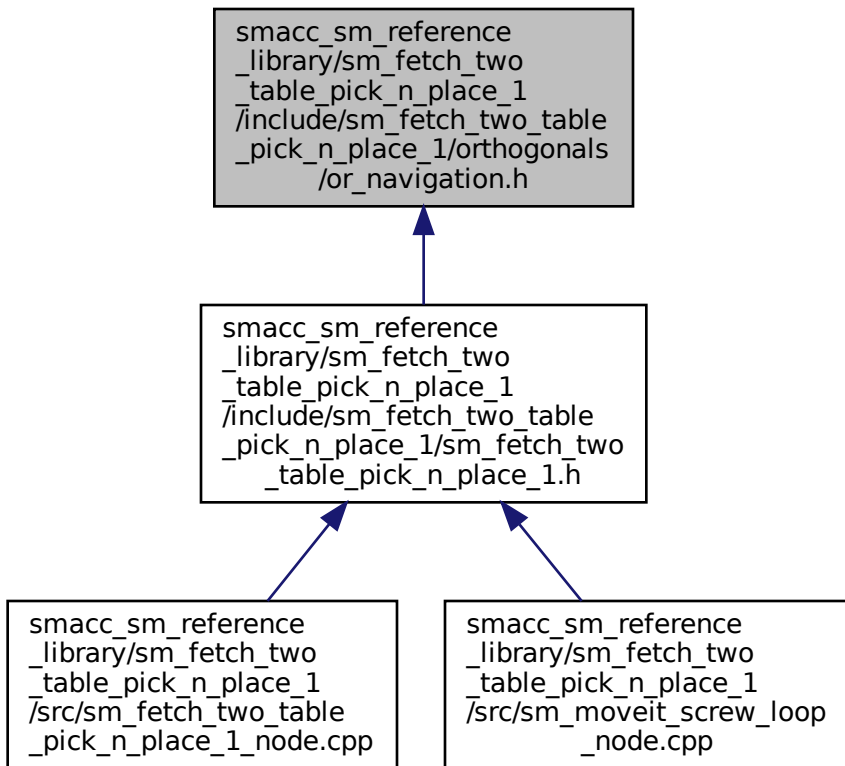 smacc_sm_reference
_library/sm_fetch_two
_table_pick_n_place_1
/include/sm_fetch_two_table
_pick_n_place_1/orthogonals
/or_navigation.h
smacc_sm_reference
_library/sm_fetch_two
_table_pick_n_place_1
/include/sm_fetch_two_table
_pick_n_place_1/sm_fetch_two
_table_pick_n_place_1.h
smacc_sm_reference
_library/sm_fetch_two
_table_pick_n_place_1
/src/sm_fetch_two_table
_pick_n_place_1_node.cpp
smacc_sm_reference
_library/sm_fetch_two
_table_pick_n_place_1
/src/sm_moveit_screw_loop
_node.cpp